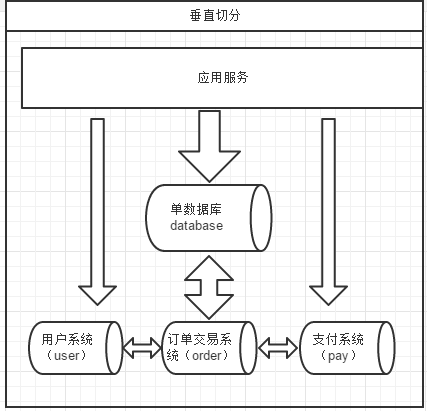 垂直切分
应用服务
单数据库
database
用户系统
（user）
订单交易系
统（order）
支付系统
（pay）